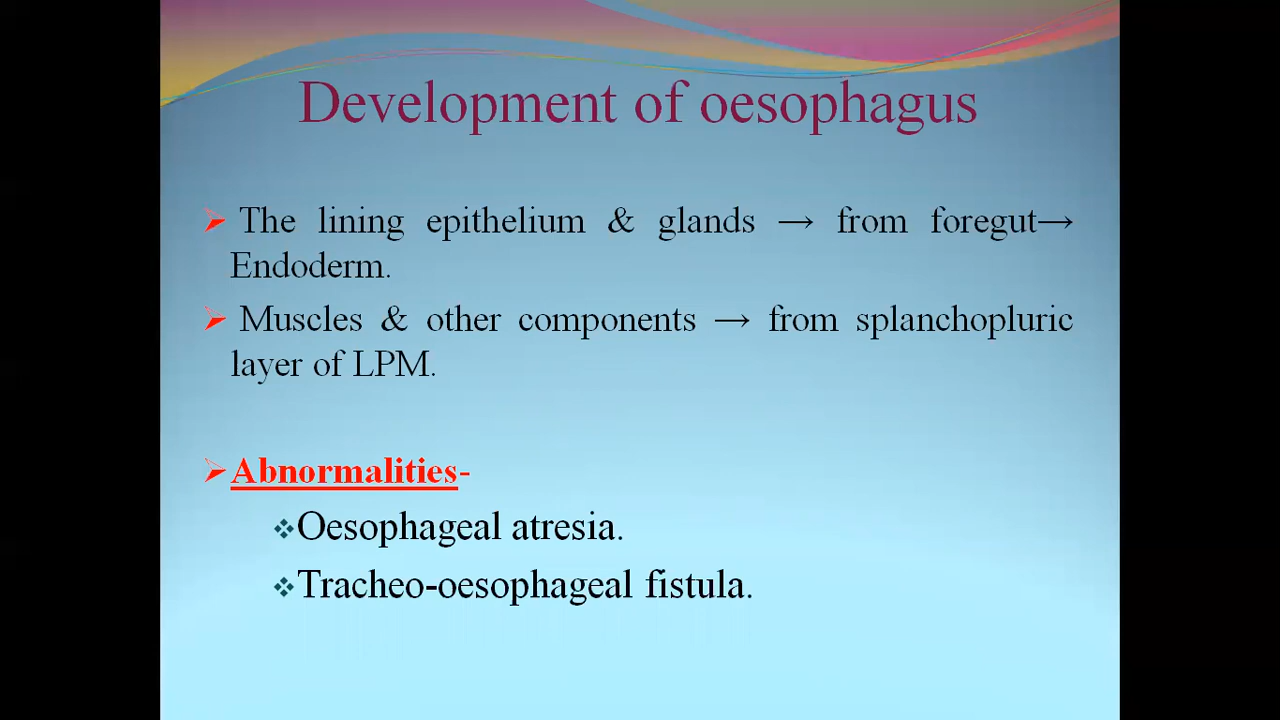 Development of oesophagus
The lining epithelium & glands → from foregut→
Endoderm.
Muscles & other components → from splanchopluric
layer of LPM.
Abnormalities-
Oesophageal atresia.
Tracheo-oesophageal fistula.